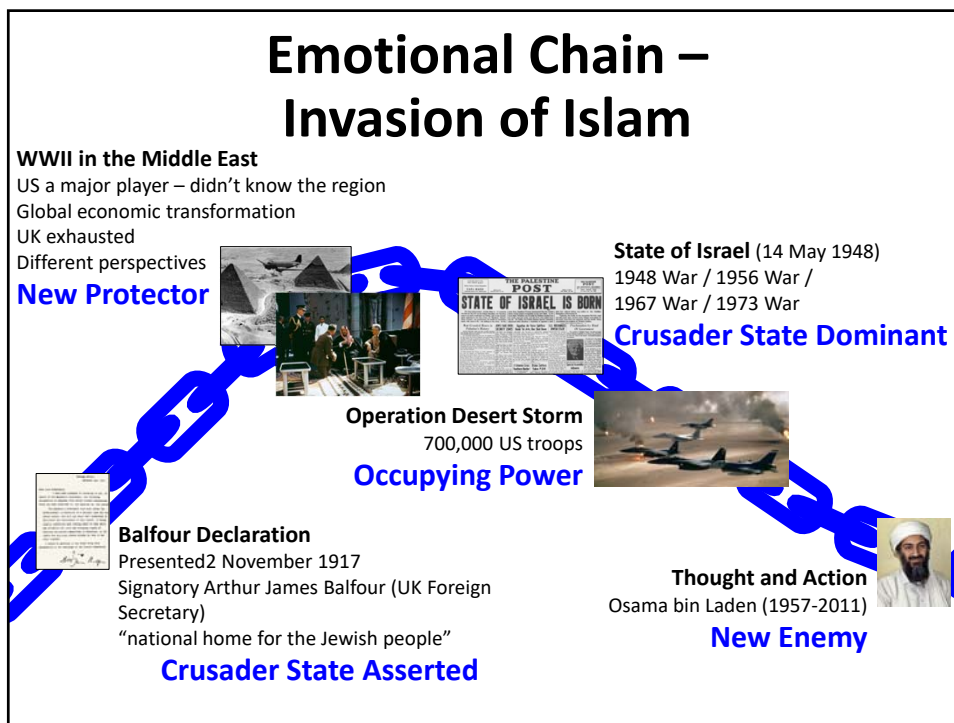 Emotional Chain –
Invasion of Islam
WWII in the Middle East
US a major player – didn't know the region
Global economic transformation
UK exhausted
Different perspectives
New Protector
THE PALESTINE
POST
STATE OF ISRAEL IS BORN
State of Israel (14 May 1948)
1948 War / 1956 War /
1967 War / 1973 War
Crusader State Dominant
Operation Desert Storm
700,000 US troops
Occupying Power
Balfour Declaration
Presented2 November 1917
Signatory Arthur James Balfour (UK Foreign
Secretary)
“national home for the Jewish people”
Crusader State Asserted
Thought and Action
Osama bin Laden (1957-2011)
New Enemy